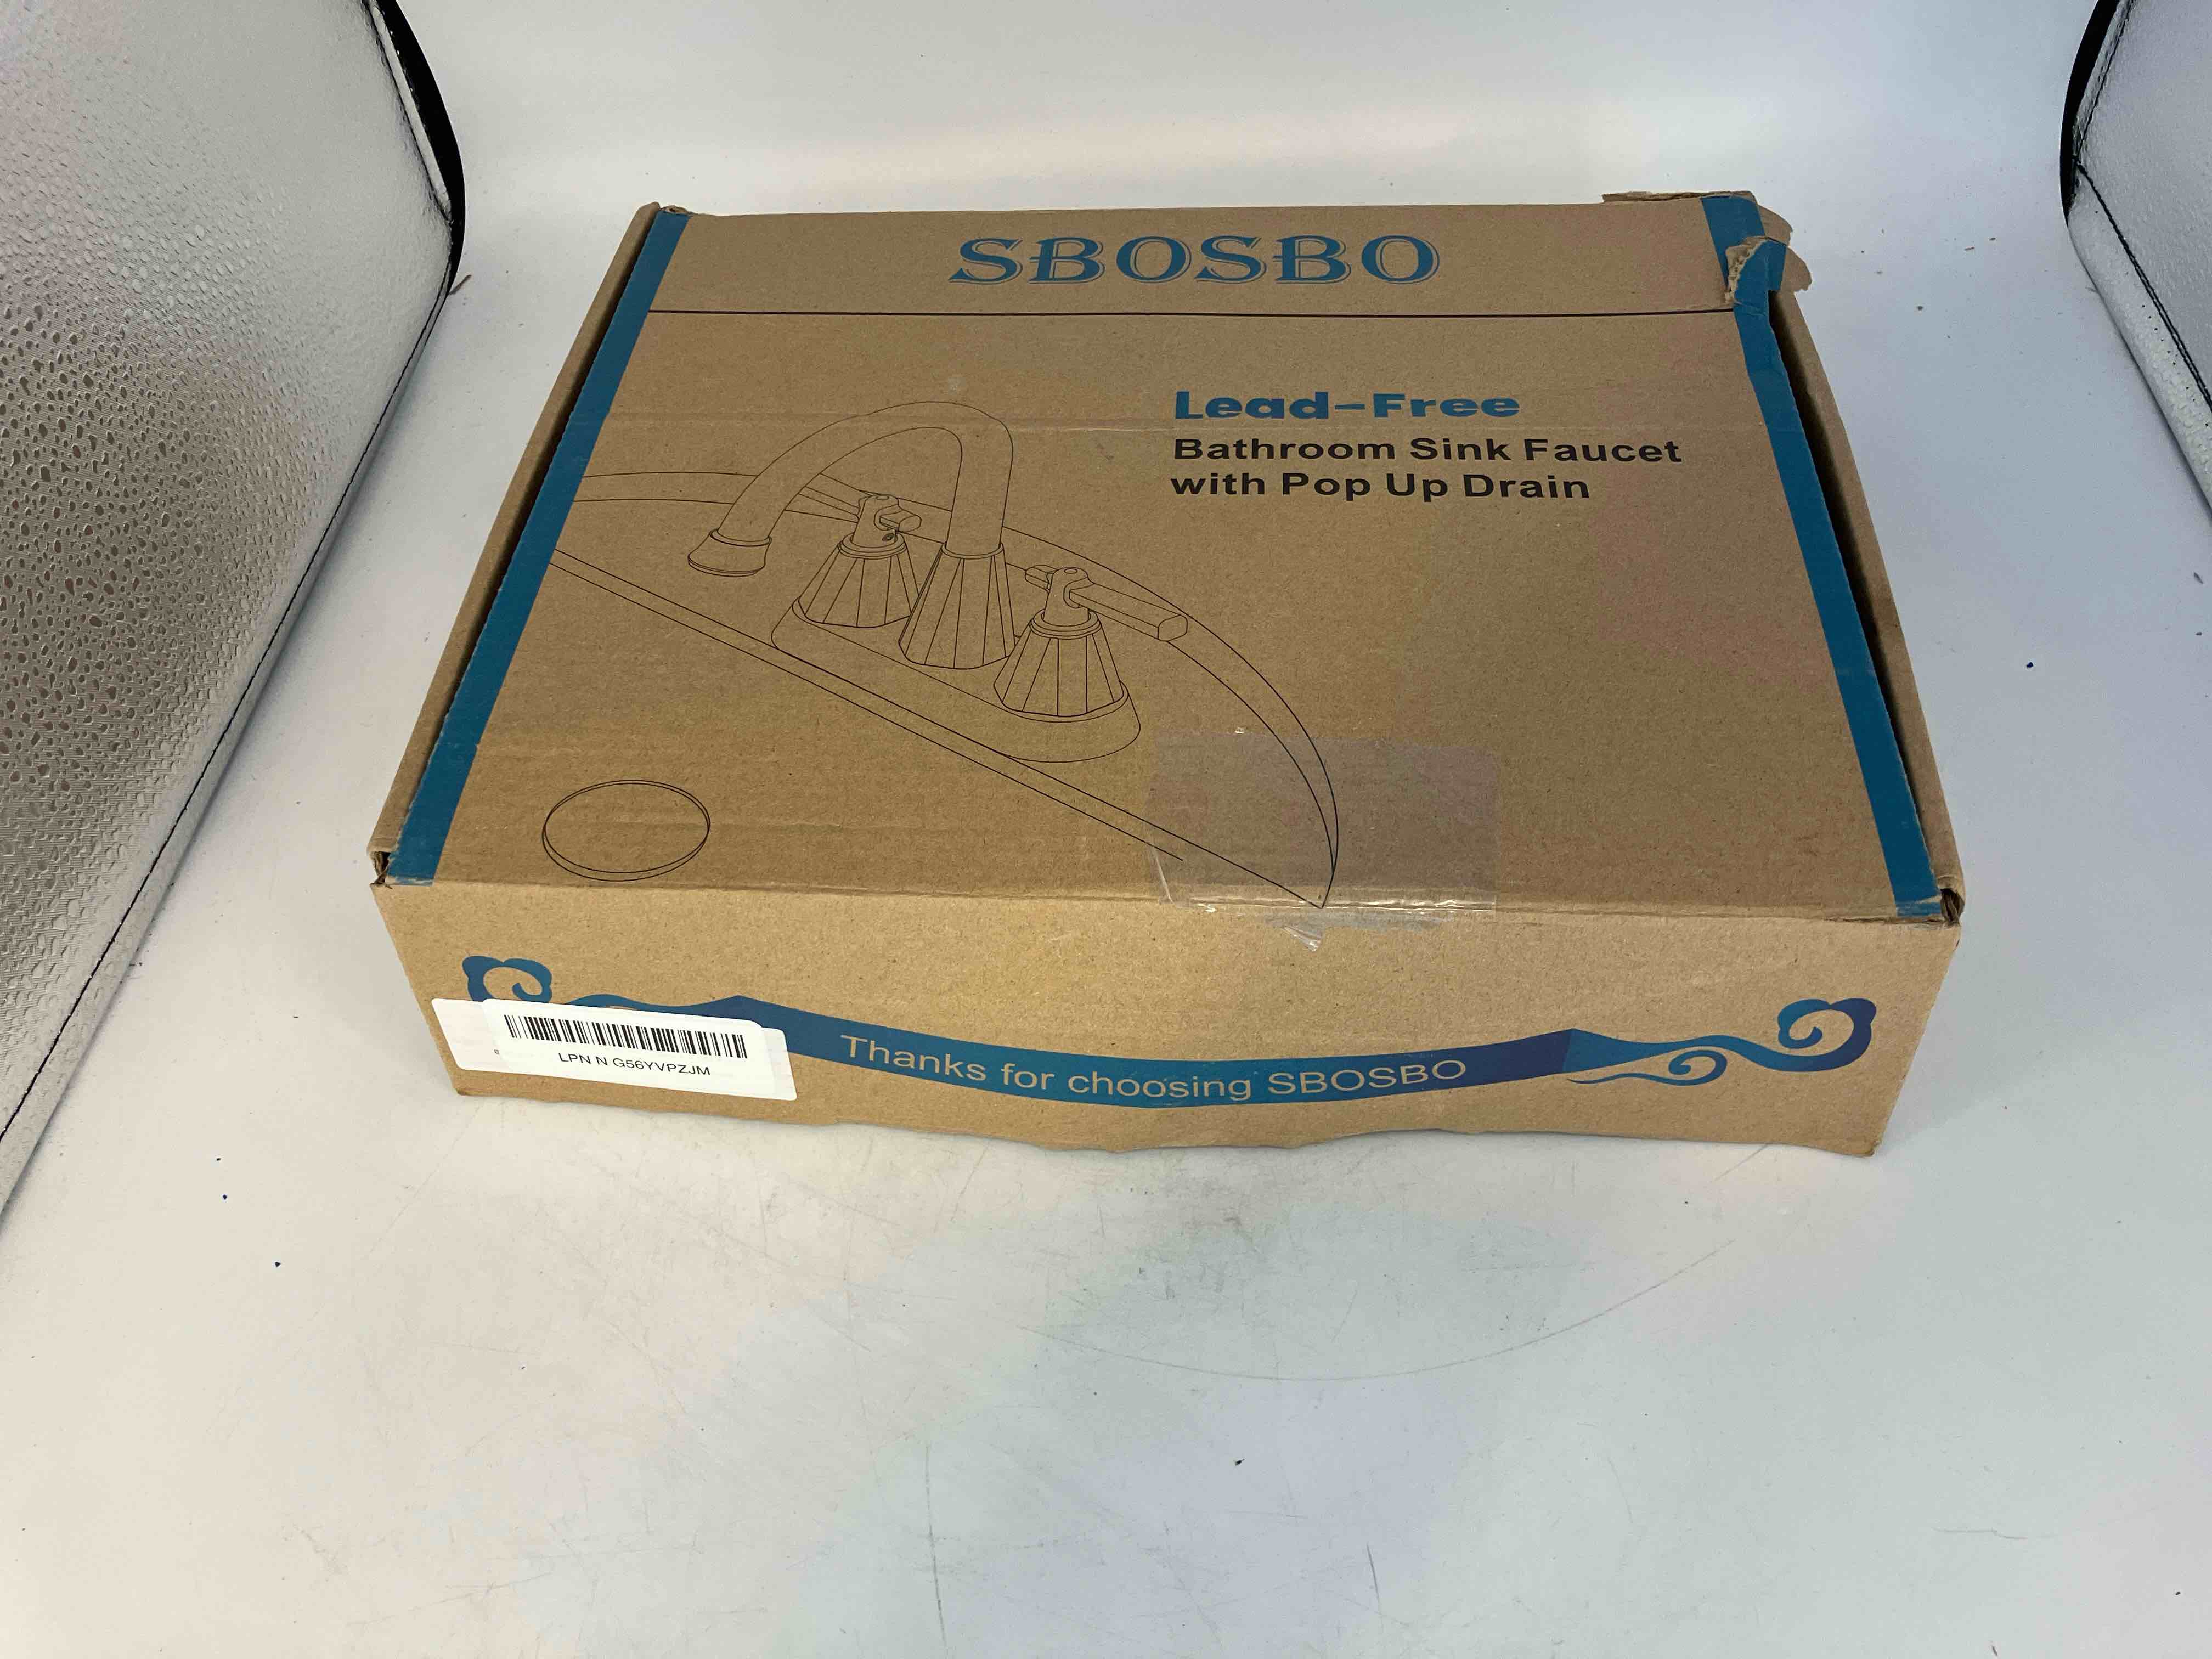 SBOSBO
Lead-Free
Bathroom Sink Faucet
with Pop Up Drain
LPN N G56YVPZJM
Thanks for choosing SBOSBO